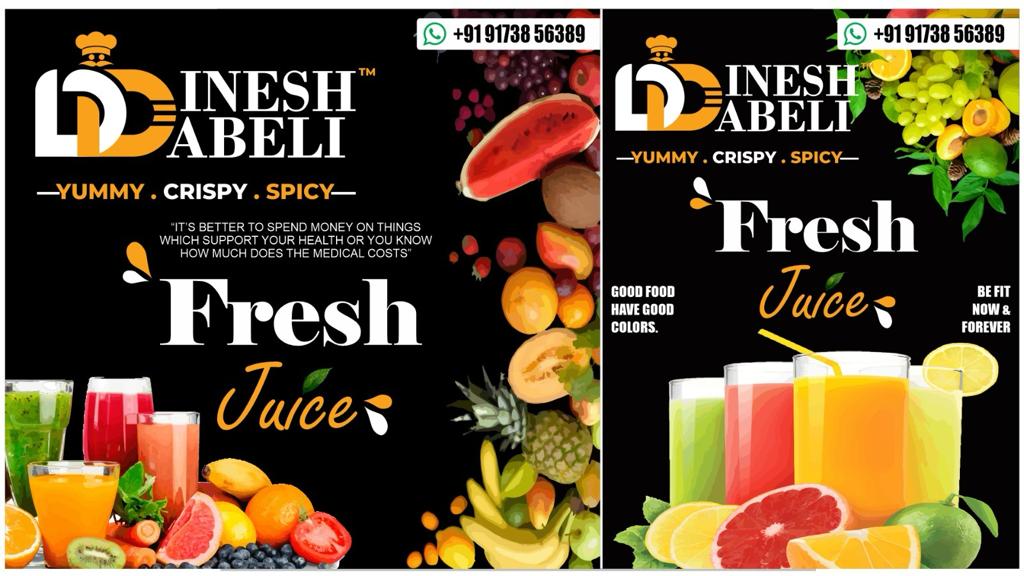 +91 91738 56389
DINESH™
DABELI
YUMMY . CRISPY . SPICY
"IT'S BETTER TO SPEND MONEY ON THINGS
WHICH SUPPORT YOUR HEALTH OR YOU KNOW
HOW MUCH DOES THE MEDICAL COSTS"
Fresh
Juice
+91 91738 56389
DINESH™
DABELI
YUMMY . CRISPY . SPICY
Fresh
Juice
GOOD FOOD
HAVE GOOD
COLORS.
BE FIT
NOW &
FOREVER